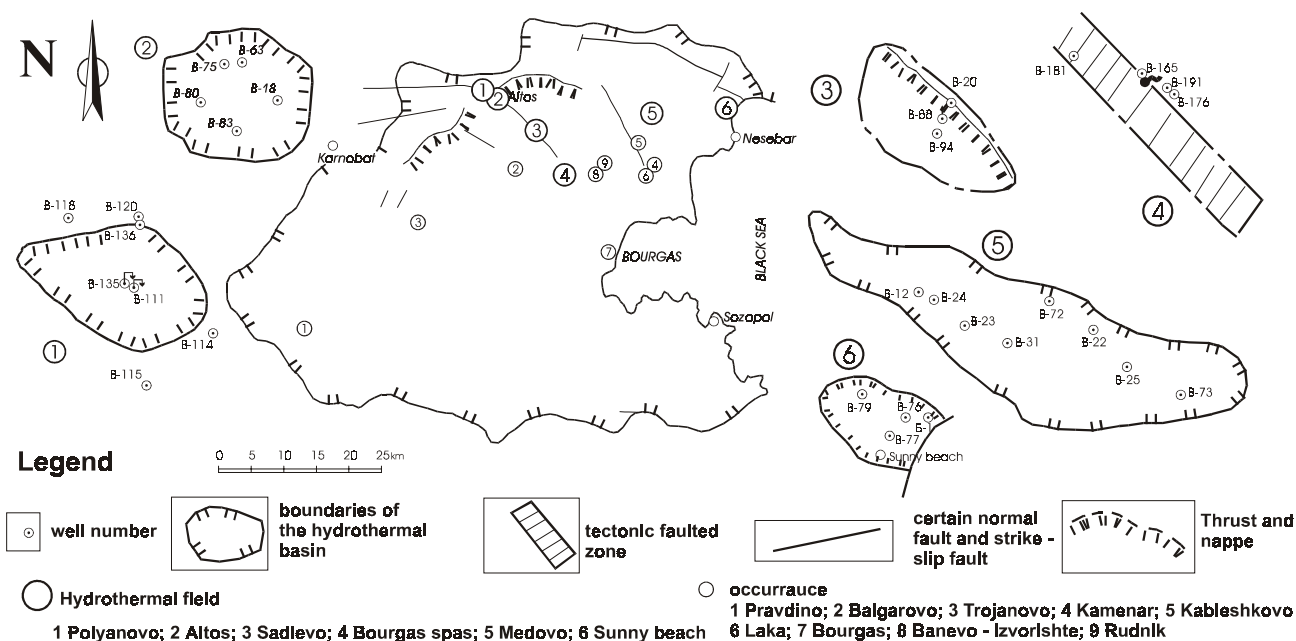 N
2
B-63
B-75
B-80
B-18
B-83
1
2
Aitos
3
5
6
5
4
6
9
8
4
2
3
7
1
Karnobat
Nesebar
BOURGAS
BLACK SEA
Sozapol
3
B-20
B-88
B-94
B-181
B-165
B-191
B-176
4
B-118
B-120
B-136
B-135
B-111
B-114
B-115
1
5
B-12
B-24
B-23
B-31
B-72
B-22
B-25
B-73
6
B-79
B-78
B-1
B-77
Sunny beach
Legend
0 5 10 15 20 25km
well number
boundaries of
the hydrothermal
basin
tectonic faulted
zone
certain normal
fault and strike -
slip fault
Thrust and
nappe
Hydrothermal field
1 Polyanovo; 2 Aitos; 3 Sadievo; 4 Bourgas spas; 5 Medovo; 6 Sunny beach
occurrauce
1 Pravdino; 2 Balgarovo; 3 Trojanovo; 4 Kamenar; 5 Kableshkovo
6 Laka; 7 Bourgas; 8 Banevo - Izvorishte; 9 Rudnik